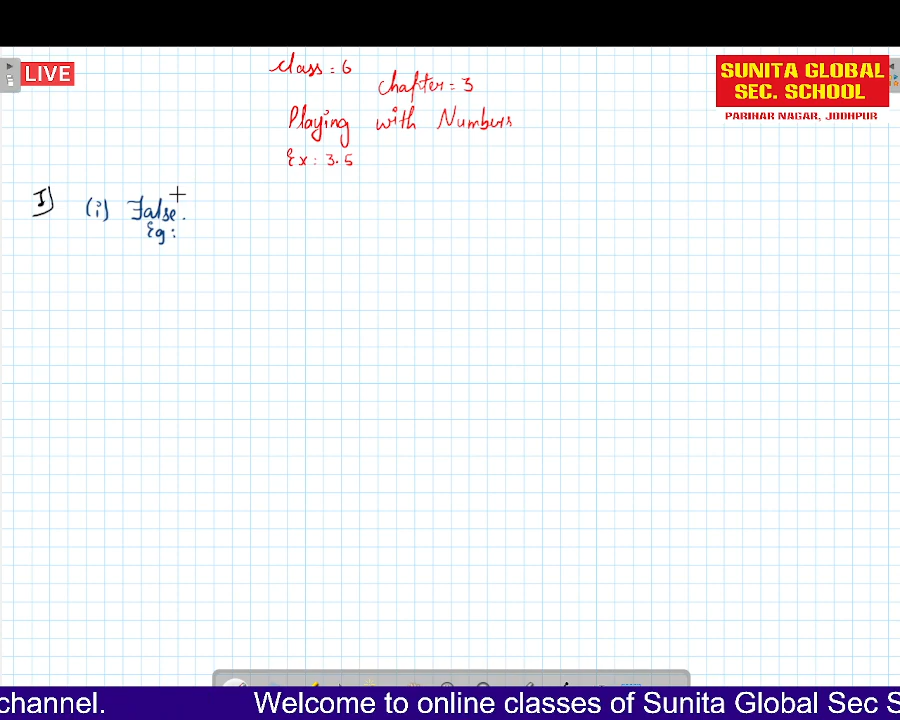 class: 6
chapter = 3
LIVE
SUNITA GLOBAL
SEC. SCHOOL
PARIHAR NAGAR, JODHPUR
Playing with Numbers
Ex: 3.5
I) (i) False.
Eg:
channel. Welcome to online classes of Sunita Global Sec S